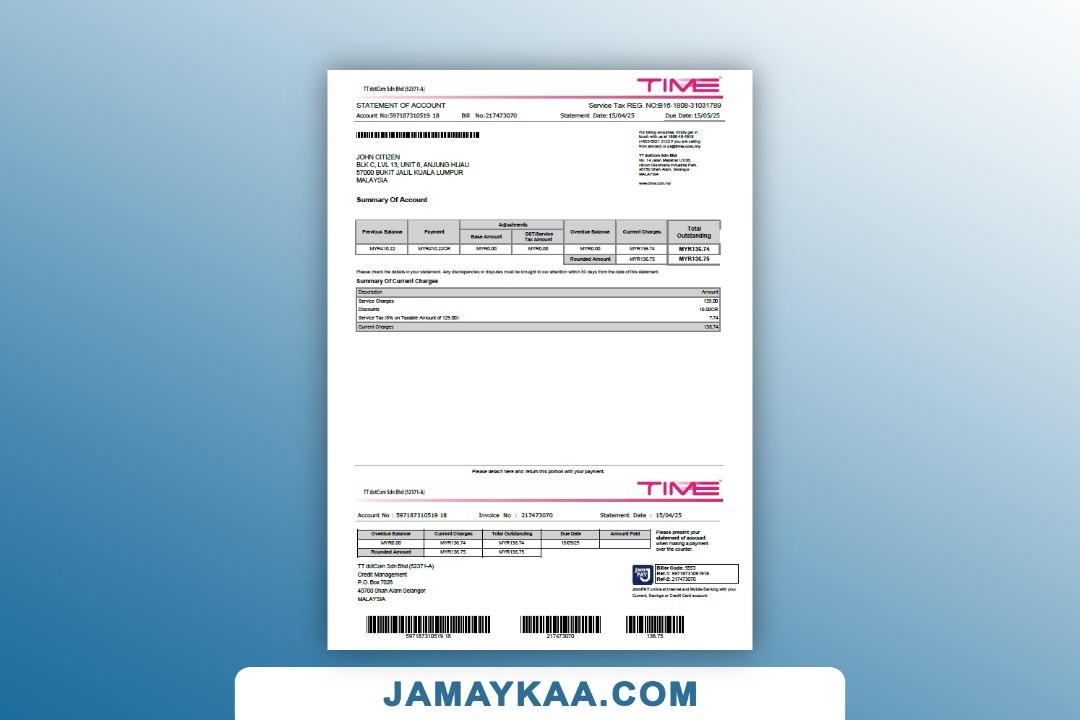 TT dotCom Sdn Bhd (52371-A)
TIME
STATEMENT OF ACCOUNT
Service Tax REG. NO:B16-1808-31031789
Account No:597187310519 18 Bill No:217473070 Statement Date:15/04/25 Due Date:15/05/25
For billing enquiries, kindly get in
touch with us at 1800-18-1818
(+603-5021 2122 if you are calling
from abroad) or cs@time.com.my
JOHN CITIZEN
BLK C, LVL 13, UNIT 6, ANJUNG HIJAU
57000 BUKIT JALIL KUALA LUMPUR
MALAYSIA
TT dotCom Sdn Bhd
No. 14 Jalan Majistret U1/26,
Hicom Glenmarie Industrial Park,
40150 Shah Alam, Selangor
MALAYSIA
www.time.com.my
Summary Of Account
Previous Balance Payment Adjustments Overdue Balance Current Charges Total Outstanding
Base Amount GST/Service Tax Amount
MYR410.22 MYR410.22CR MYR0.00 MYR0.00 MYR0.00 MYR136.74 MYR136.74
Rounded Amount MYR136.75 MYR136.75
Please check the details in your statement. Any discrepancies or disputes must be brought to our attention within 30 days from the date of this statement.
Summary Of Current Charges
Description Amount
Service Charges 139.00
Discounts 10.00CR
Service Tax (6% on Taxable Amount of 129.00) 7.74
Current Charges 136.74
Please detach here and return this portion with your payment.
TT dotCom Sdn Bhd (52371-A)
TIME
Account No : 597187310519 18 Invoice No : 217473070 Statement Date : 15/04/25
Overdue Balance Current Charges Total Outstanding Due Date Amount Paid
MYR0.00 MYR136.74 MYR136.74 15/05/25
Rounded Amount MYR136.75 MYR136.75
Please present your
statement of account
when making a payment
over the counter.
TT dotCom Sdn Bhd (52371-A)
Credit Management
P.O. Box 7026
40700 Shah Alam Selangor
MALAYSIA
JomPAY
Biller Code: 5553
Ref-1: 59718731051918
Ref-2: 217473070
JomPAY online at Internet and Mobile Banking with your
Current, Savings or Credit Card account
597187310519 18 217473070 136.75
JAMAYKAA.COM